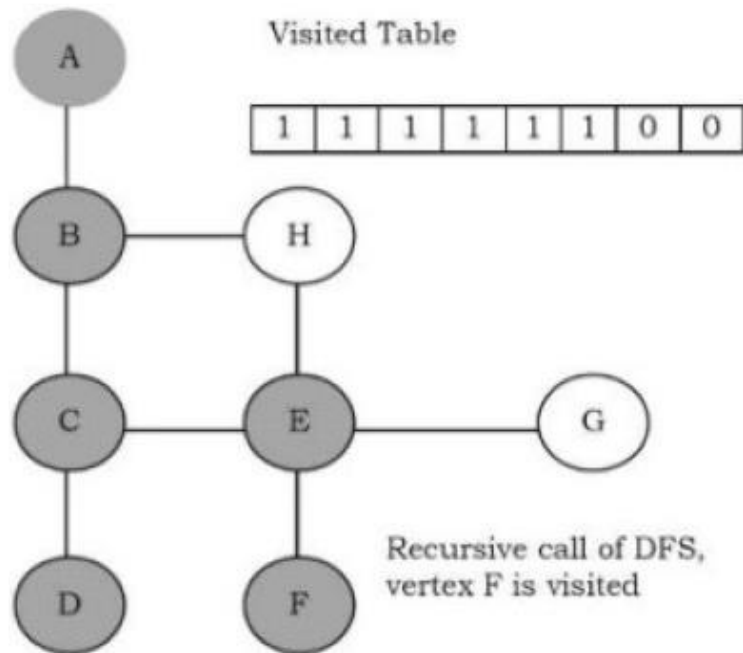 A
Visited Table
1 1 1 1 1 1 0 0
B H
C E G
Recursive call of DFS,
vertex F is visited
D F